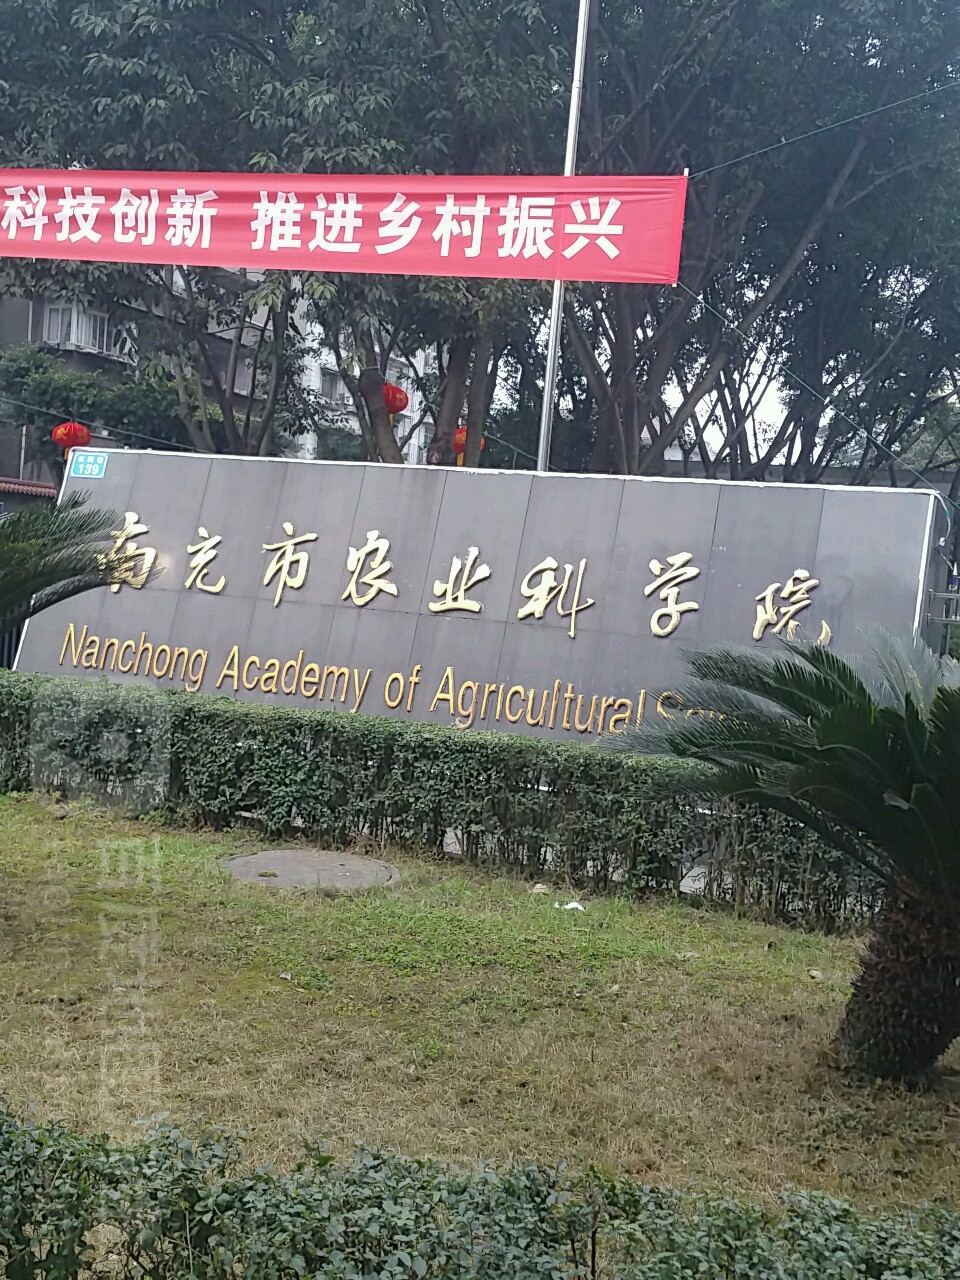 科技创新 推进乡村振兴
139
南充市农业科学院
Nanchong Academy of Agricultural